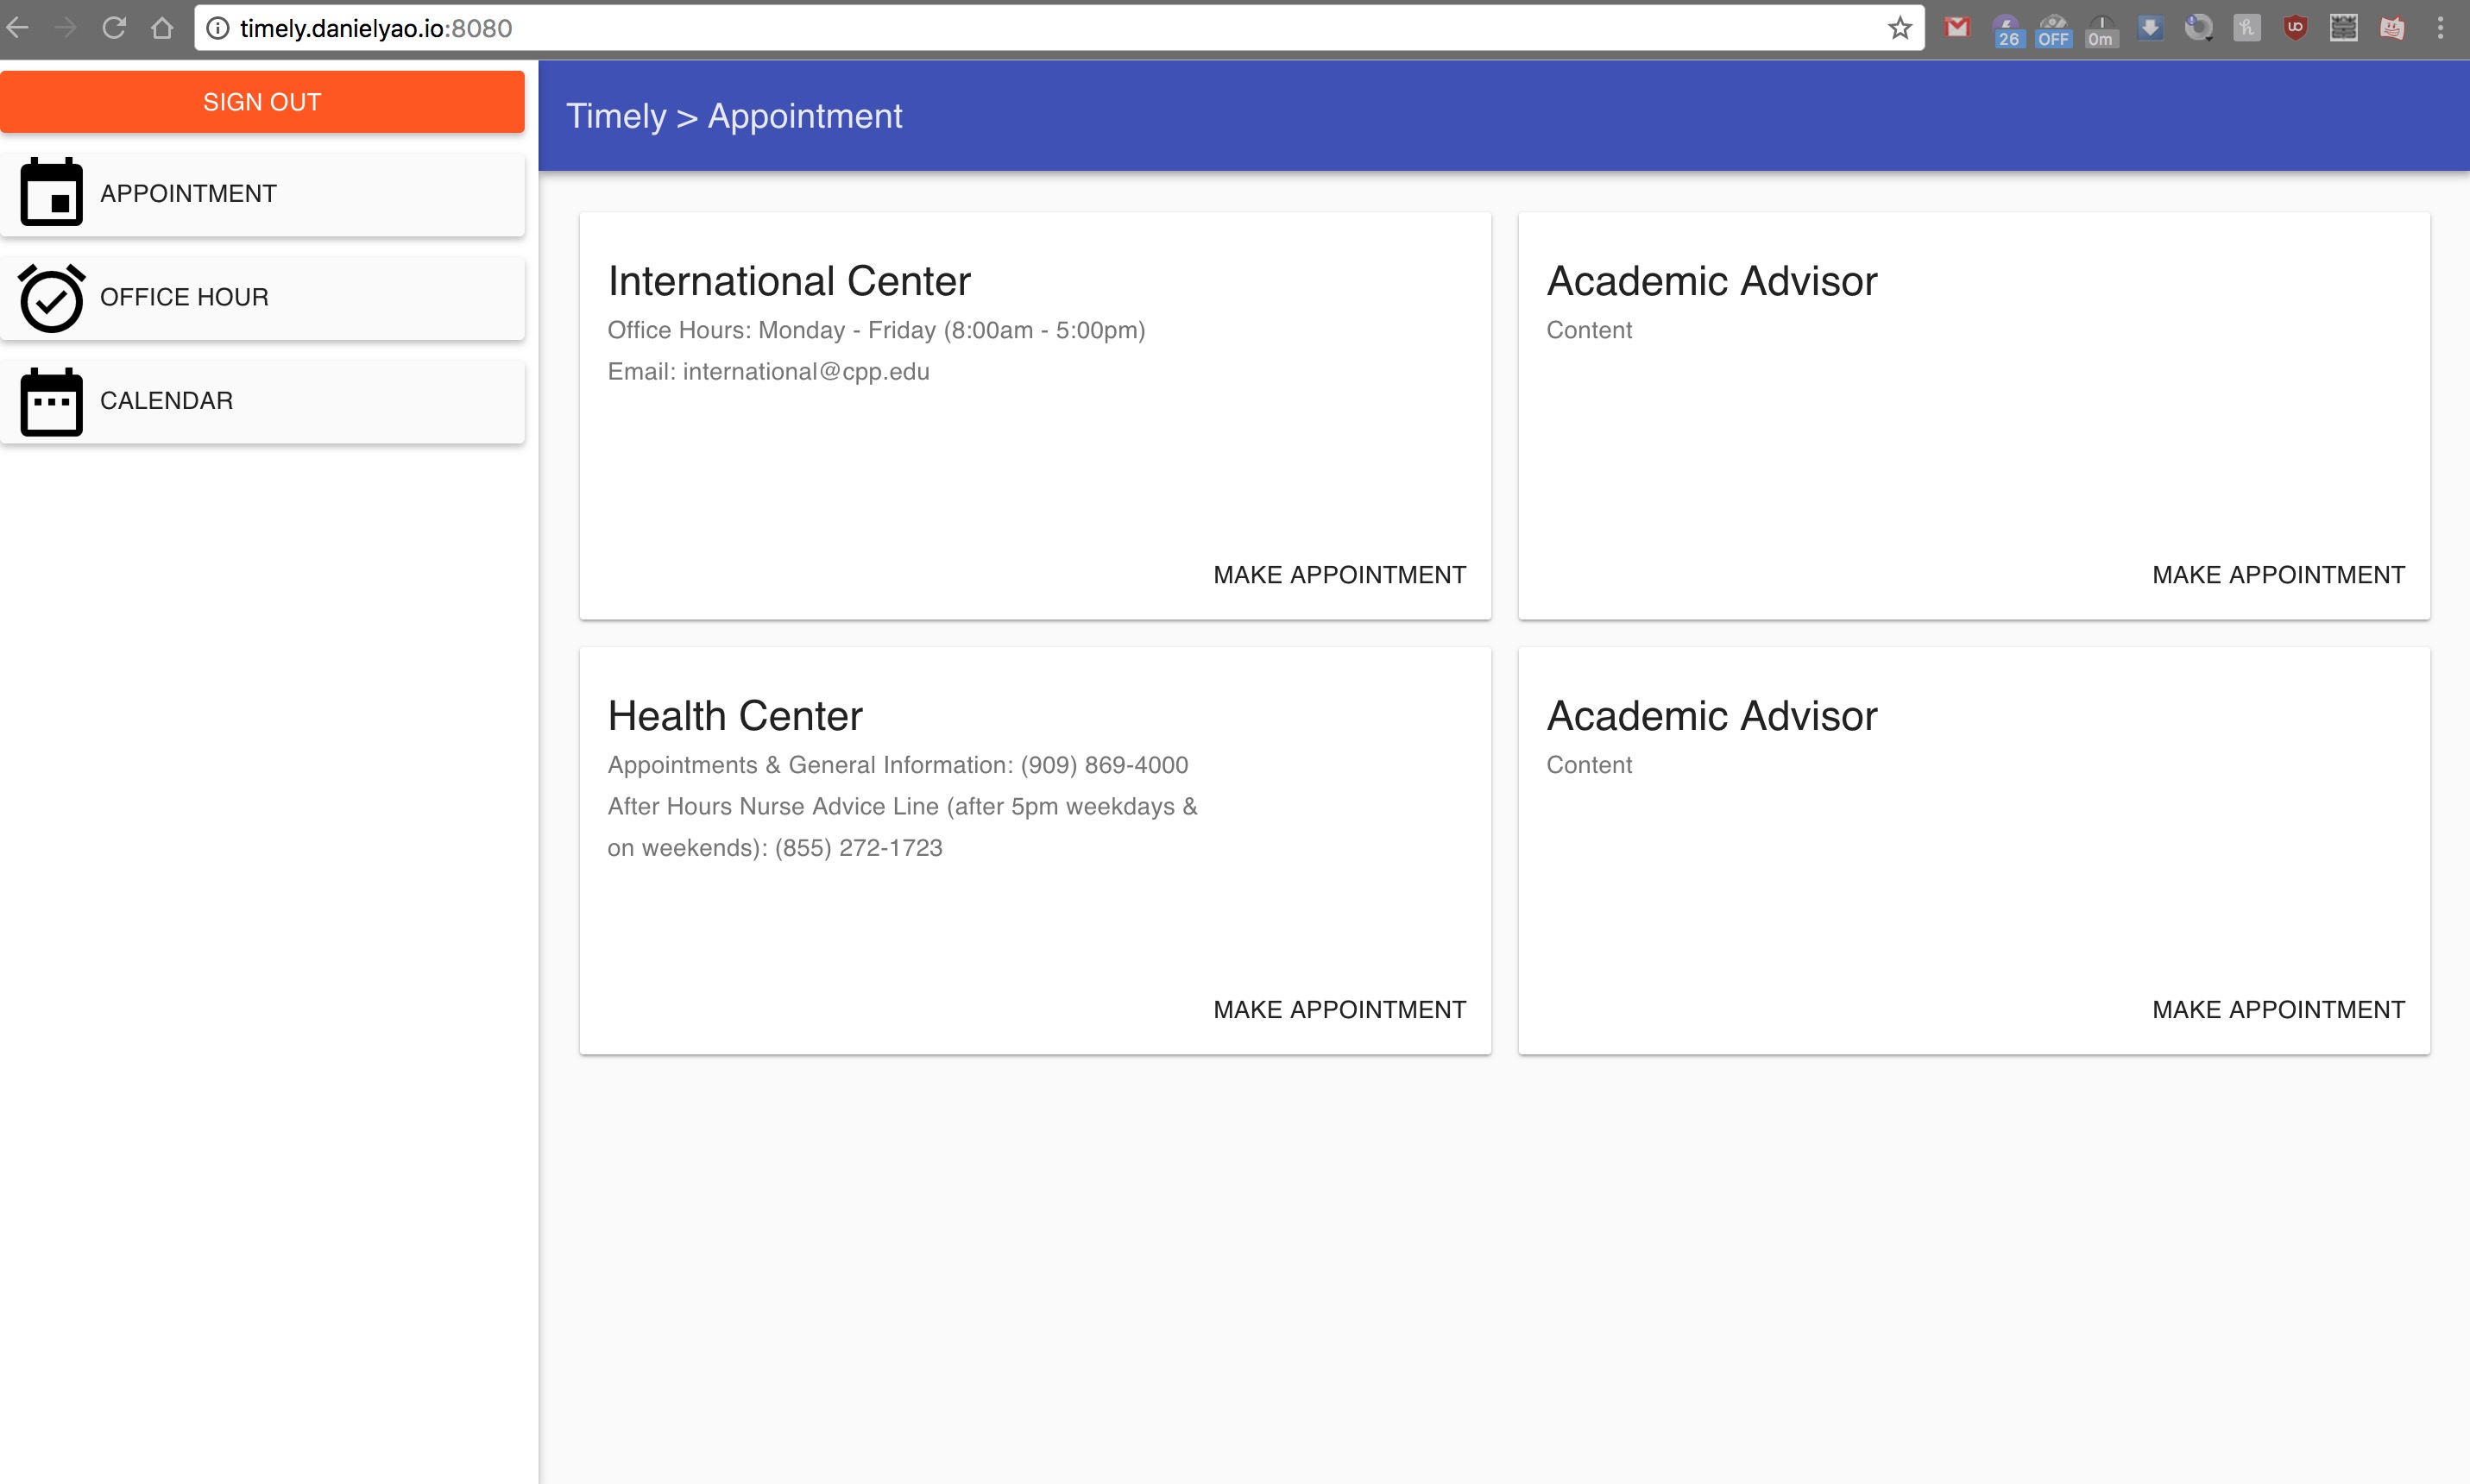 timely.danielyao.io:8080
26
OFF
0m
SIGN OUT
Timely > Appointment
APPOINTMENT
OFFICE HOUR
CALENDAR
International Center
Office Hours: Monday - Friday (8:00am - 5:00pm)
Email: international@cpp.edu
MAKE APPOINTMENT
Academic Advisor
Content
MAKE APPOINTMENT
Health Center
Appointments & General Information: (909) 869-4000
After Hours Nurse Advice Line (after 5pm weekdays &
on weekends): (855) 272-1723
MAKE APPOINTMENT
Academic Advisor
Content
MAKE APPOINTMENT